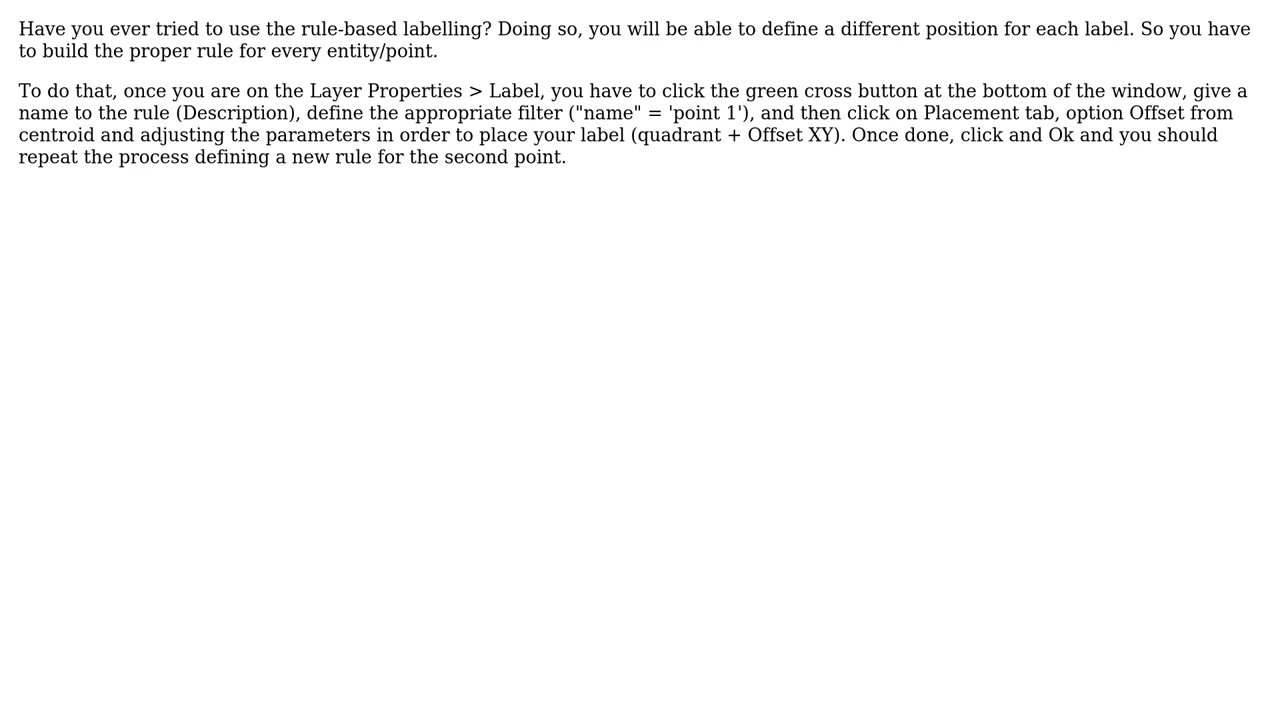 Have you ever tried to use the rule-based labelling? Doing so, you will be able to define a different position for each label. So you have
to build the proper rule for every entity/point.
To do that, once you are on the Layer Properties > Label, you have to click the green cross button at the bottom of the window, give a
name to the rule (Description), define the appropriate filter ("name" = 'point 1'), and then click on Placement tab, option Offset from
centroid and adjusting the parameters in order to place your label (quadrant + Offset XY). Once done, click and Ok and you should
repeat the process defining a new rule for the second point.